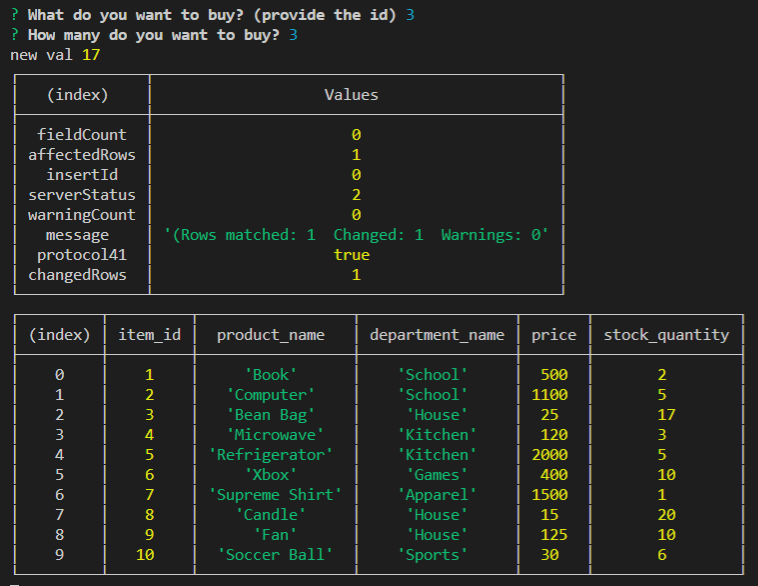 ? What do you want to buy? (provide the id) 3
? How many do you want to buy? 3
new val 17
(index) Values
fieldCount 0
affectedRows 1
insertId 0
serverStatus 2
warningCount 0
message '(Rows matched: 1  Changed: 1  Warnings: 0'
protocol41 true
changedRows 1
(index) item_id product_name department_name price stock_quantity
0 1 'Book' 'School' 500 2
1 2 'Computer' 'School' 1100 5
2 3 'Bean Bag' 'House' 25 17
3 4 'Microwave' 'Kitchen' 120 3
4 5 'Refrigerator' 'Kitchen' 2000 5
5 6 'Xbox' 'Games' 400 10
6 7 'Supreme Shirt' 'Apparel' 1500 1
7 8 'Candle' 'House' 15 20
8 9 'Fan' 'House' 125 10
9 10 'Soccer Ball' 'Sports' 30 6